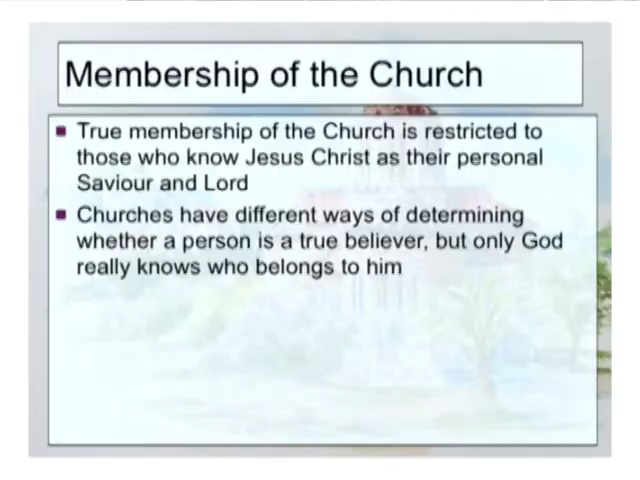 Membership of the Church
True membership of the Church is restricted to
those who know Jesus Christ as their personal
Saviour and Lord
Churches have different ways of determining
whether a person is a true believer, but only God
really knows who belongs to him